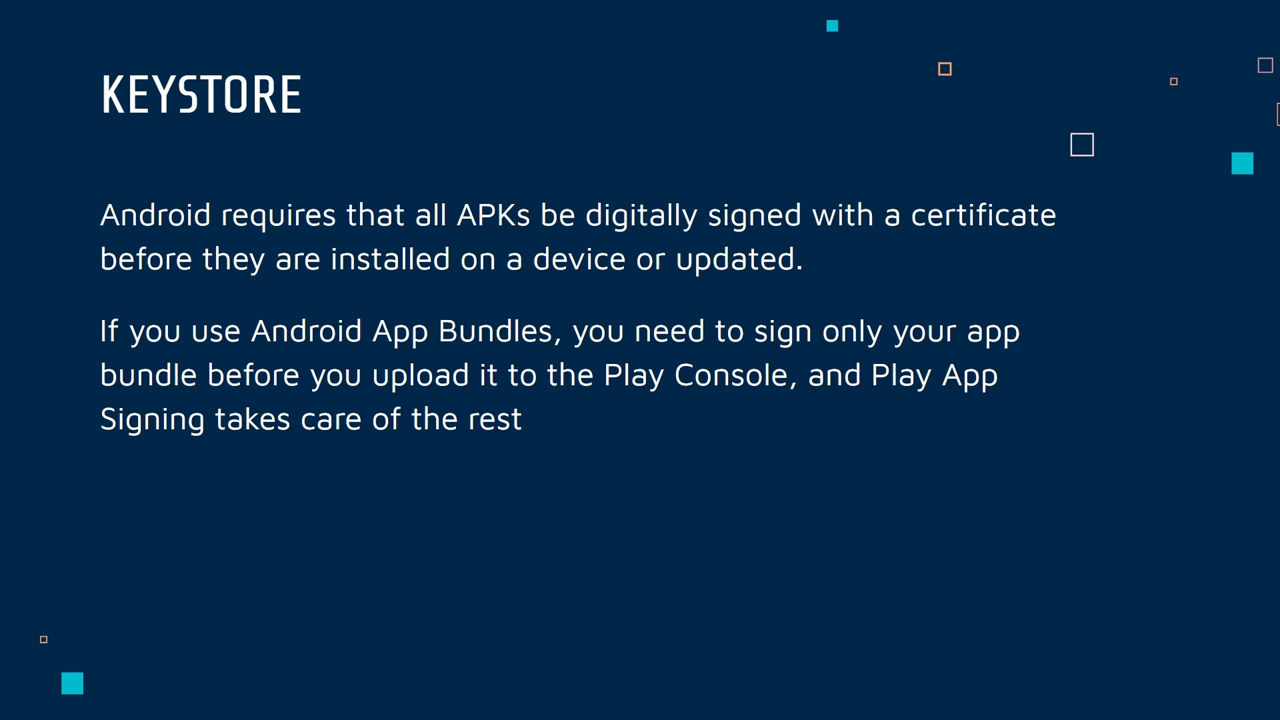 KEYSTORE
Android requires that all APKs be digitally signed with a certificate
before they are installed on a device or updated.
If you use Android App Bundles, you need to sign only your app
bundle before you upload it to the Play Console, and Play App
Signing takes care of the rest